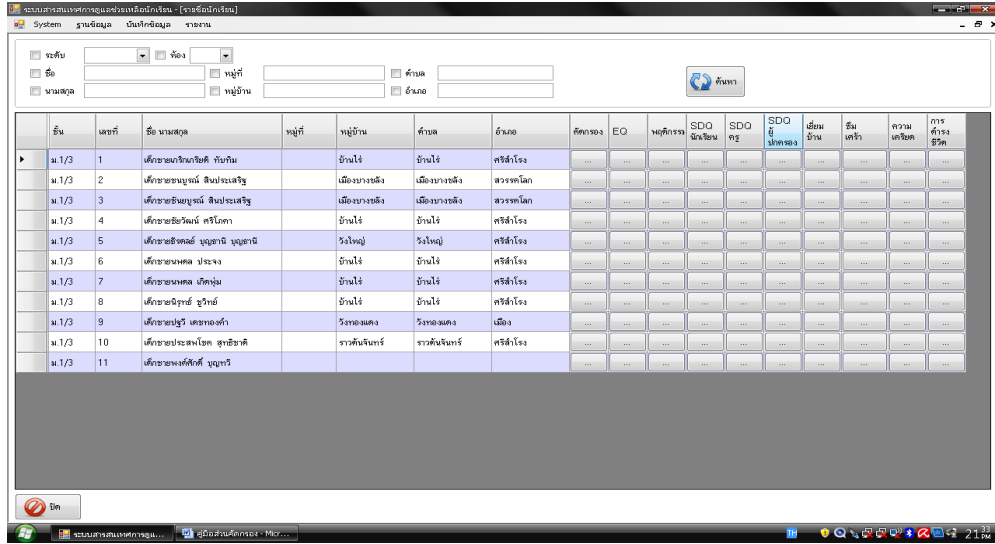 ระบบสารสนเทศการดูแลช่วยเหลือนักเรียน - [รายชื่อนักเรียน]
System ฐานข้อมูล บันทึกข้อมูล รายงาน
ระดับ ห้อง
ชื่อ หมู่ที่ ตำบล
นามสกุล หมู่บ้าน อำเภอ
ค้นหา
ชั้น เลขที่ ชื่อ นามสกุล หมู่ที่ หมู่บ้าน ตำบล อำเภอ คัดกรอง EQ พฤติกรรม SDQ นักเรียน SDQ ครู SDQ ผู้ปกครอง เยี่ยมบ้าน ซึมเศร้า ความเครียด การดำรงชีวิต
ม.1/3 1 เด็กชายเกริกเกียรติ ทับทิม บ้านไร่ บ้านไร่ ศรีสำโรง ... ... ... ... ... ... ... ... ... ...
ม.1/3 2 เด็กชายชนบูรณ์ สินประเสริฐ เมืองบางขลัง เมืองบางขลัง สวรรคโลก ... ... ... ... ... ... ... ... ... ...
ม.1/3 3 เด็กชายชัยบูรณ์ สินประเสริฐ เมืองบางขลัง เมืองบางขลัง สวรรคโลก ... ... ... ... ... ... ... ... ... ...
ม.1/3 4 เด็กชายชัยวัฒน์ ศรีโภคา บ้านไร่ บ้านไร่ ศรีสำโรง ... ... ... ... ... ... ... ... ... ...
ม.1/3 5 เด็กชายธีรดลย์ บุญธานี บุญธานี วังใหญ่ วังใหญ่ ศรีสำโรง ... ... ... ... ... ... ... ... ... ...
ม.1/3 6 เด็กชายนพดล ประจง บ้านไร่ บ้านไร่ ศรีสำโรง ... ... ... ... ... ... ... ... ... ...
ม.1/3 7 เด็กชายนพดล เกิดพุ่ม บ้านไร่ บ้านไร่ ศรีสำโรง ... ... ... ... ... ... ... ... ... ...
ม.1/3 8 เด็กชายนิรุทธ์ ชูวิทย์ บ้านไร่ บ้านไร่ ศรีสำโรง ... ... ... ... ... ... ... ... ... ...
ม.1/3 9 เด็กชายปฐวี เดชทองคำ วังทองแดง วังทองแดง เมือง ... ... ... ... ... ... ... ... ... ...
ม.1/3 10 เด็กชายประสพโชค สุทธิชาติ ราวต้นจันทร์ ราวต้นจันทร์ ศรีสำโรง ... ... ... ... ... ... ... ... ... ...
ม.1/3 11 เด็กชายพงศ์ศักดิ์ บุญทวี ... ... ... ... ... ... ... ... ... ...
ปิด
ระบบสารสนเทศการดูแ... คู่มือส่วนคัดกรอง - Micr... TH 21 33 PM